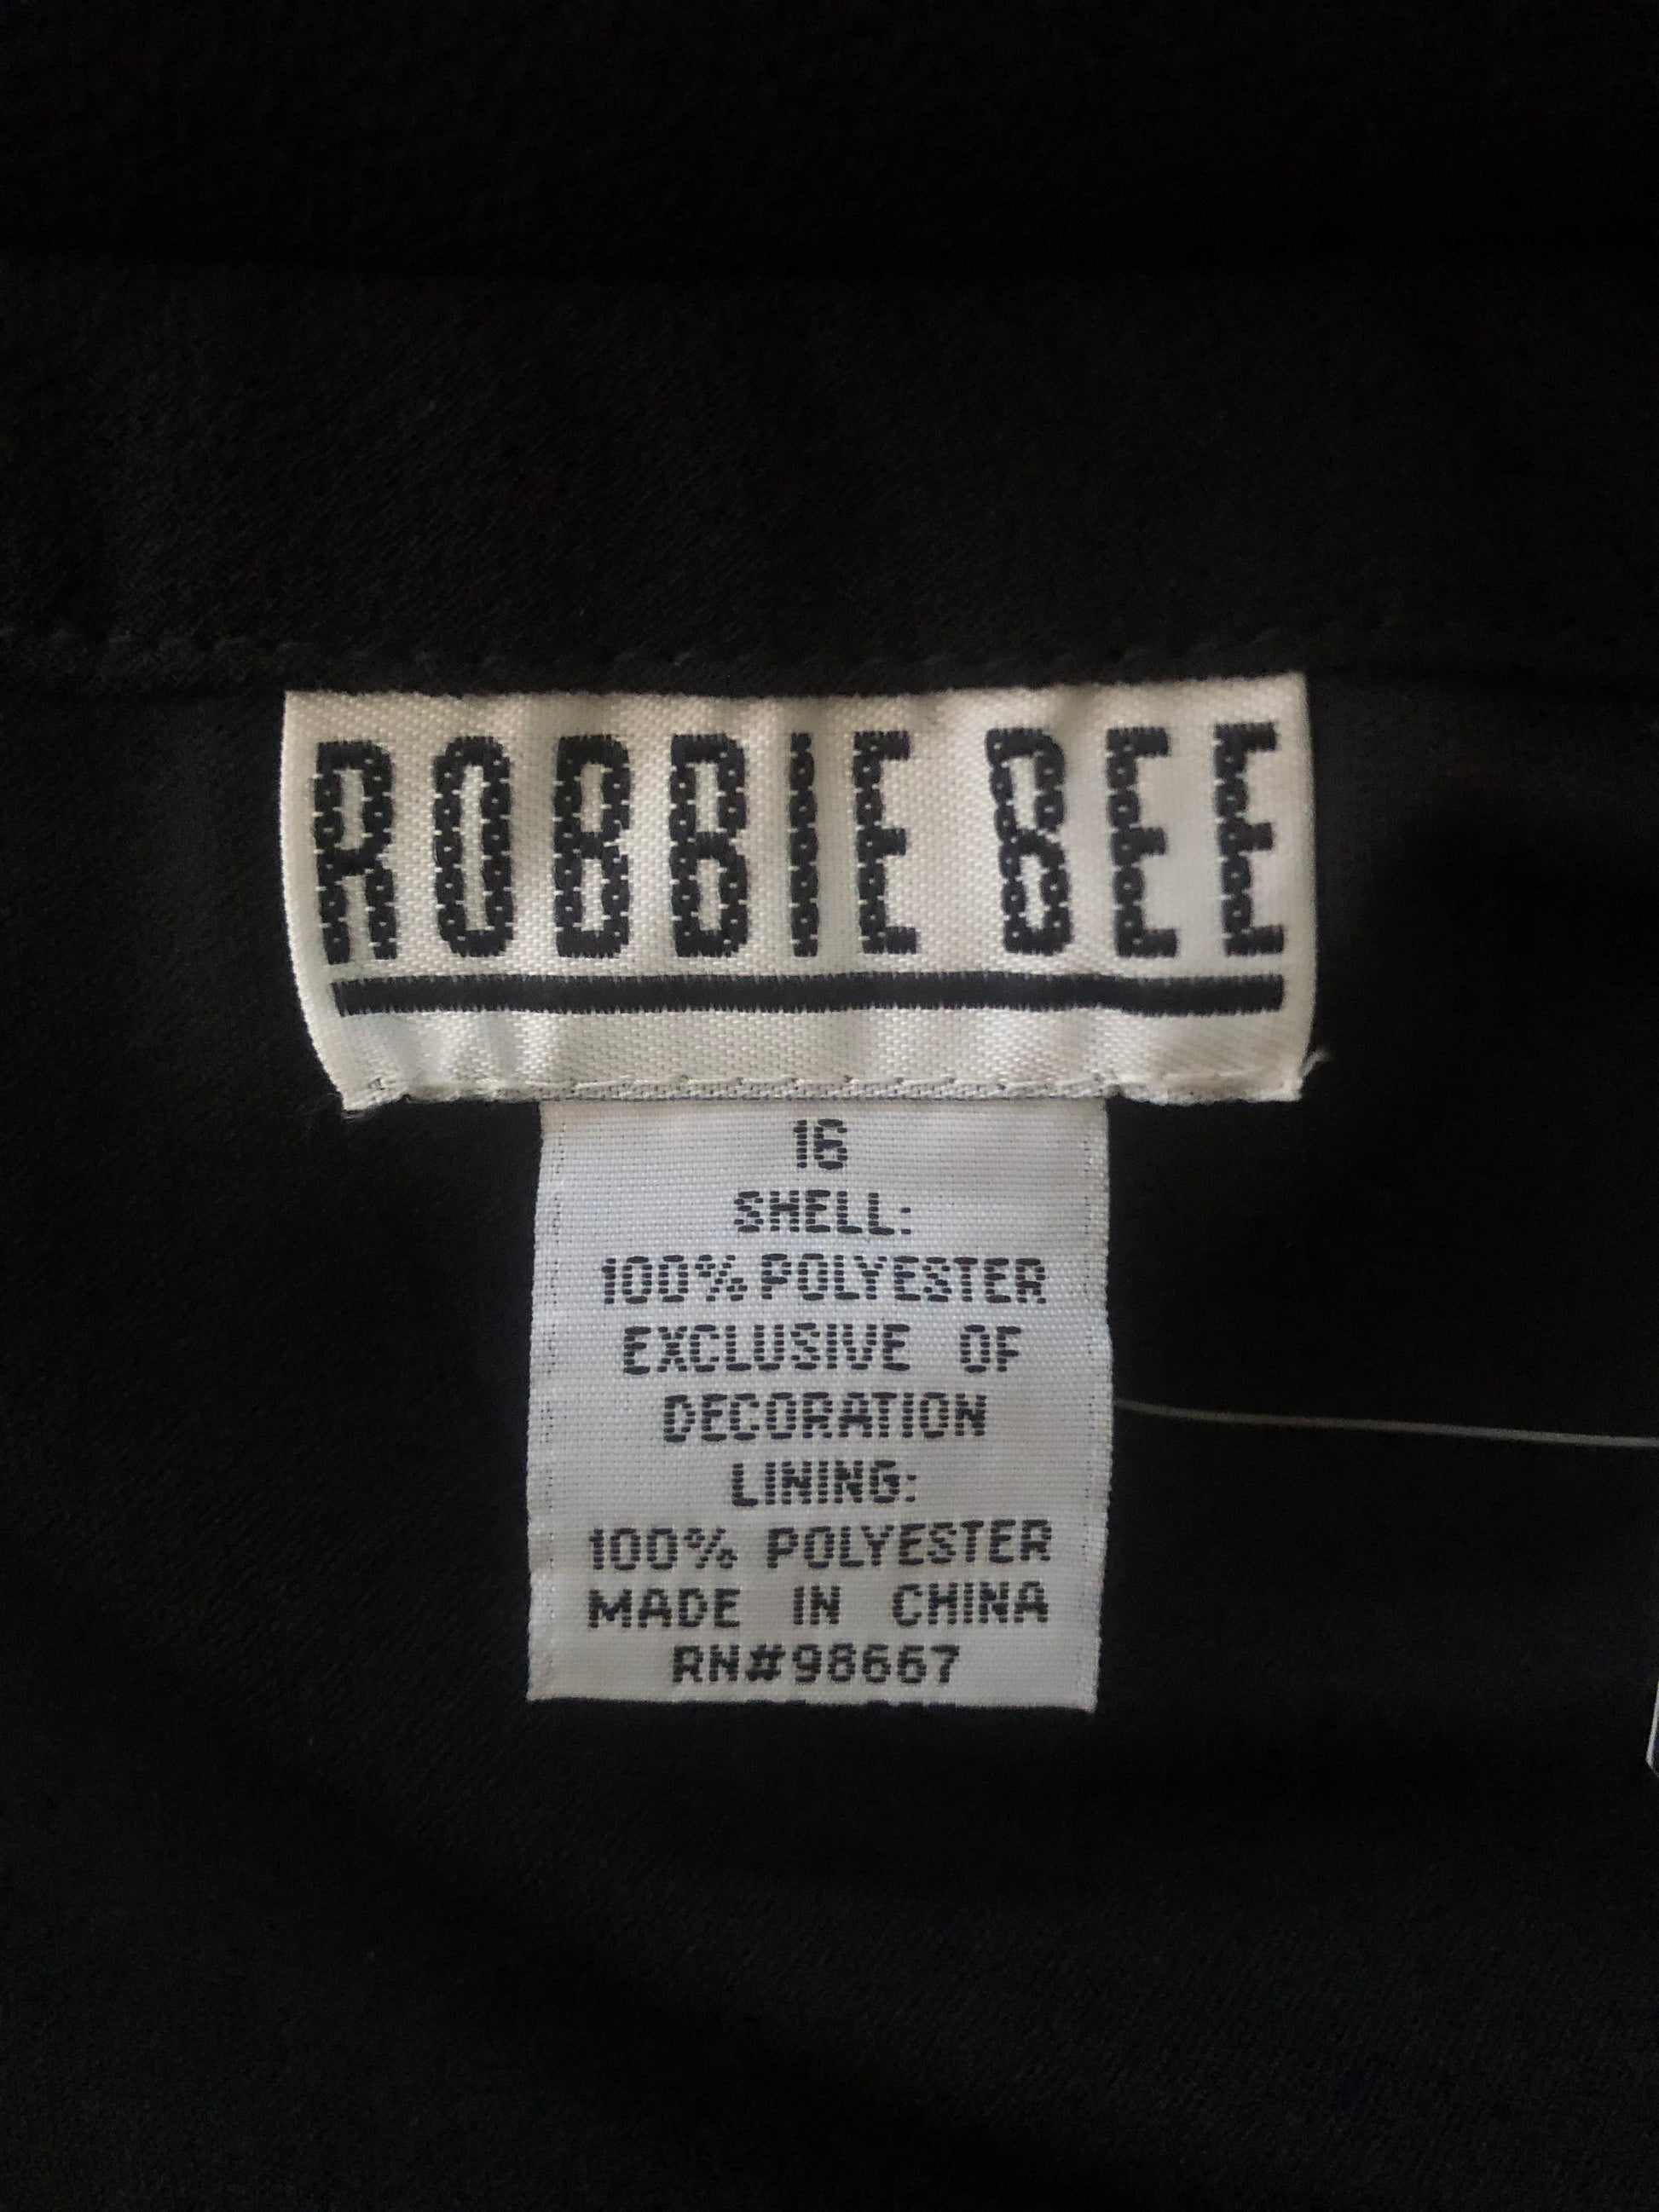 ROBBIE BEE
16
SHELL:
100% POLYESTER
EXCLUSIVE OF
DECORATION
LINING:
100% POLYESTER
MADE IN CHINA
RN#98667